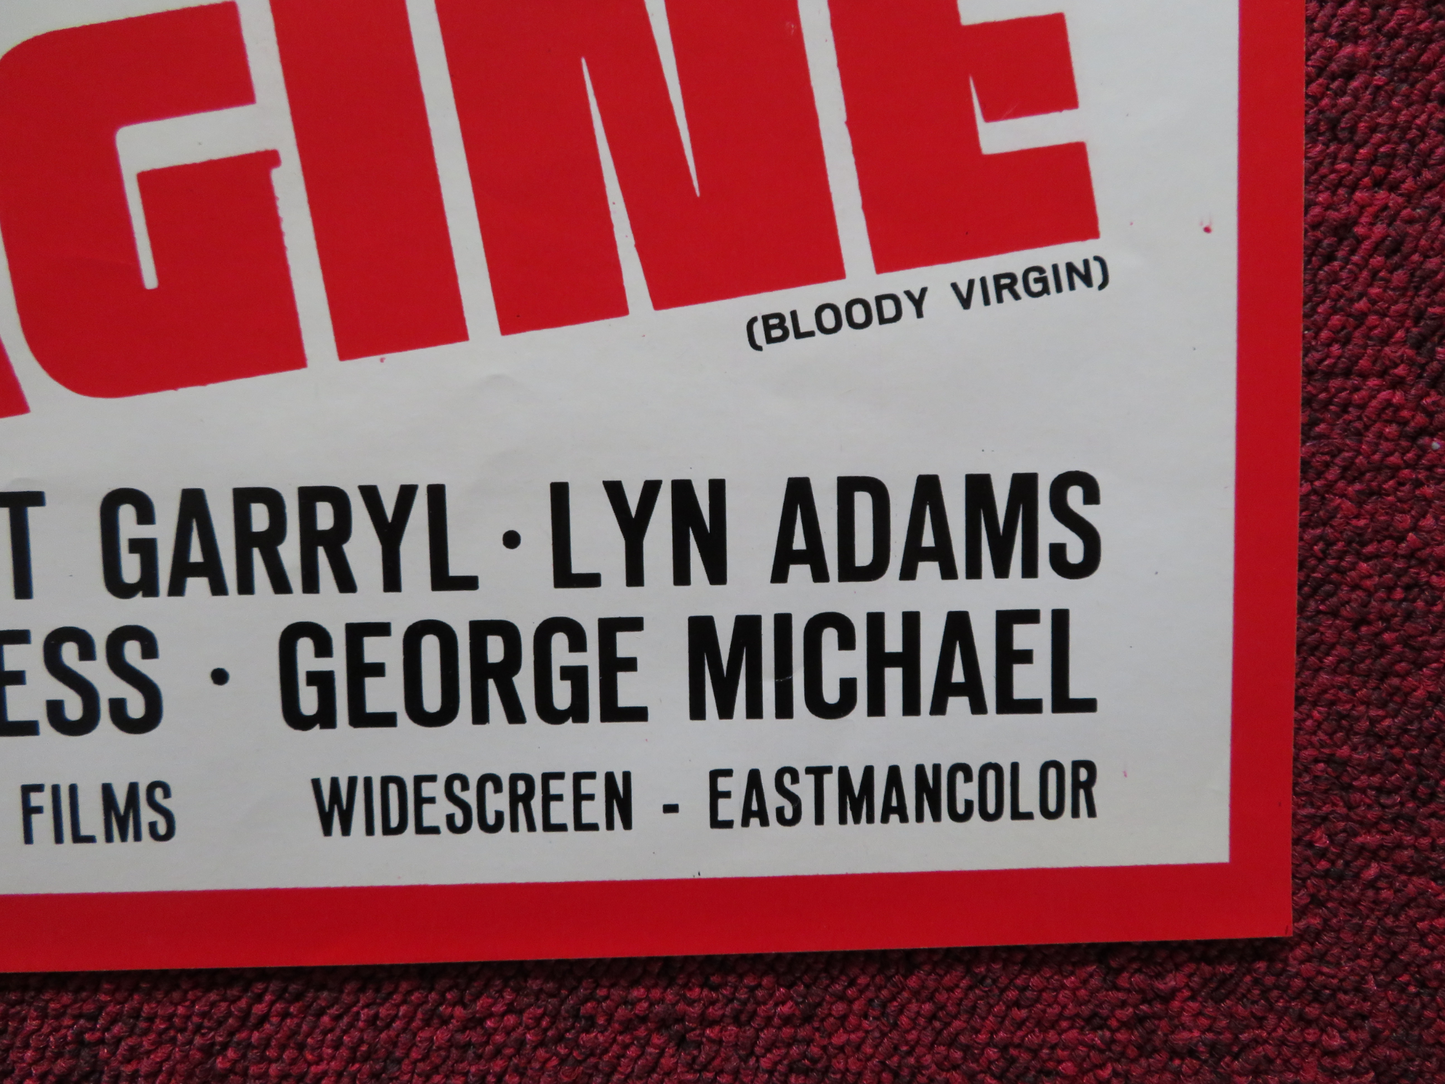 GINE
(BLOODY VIRGIN)
T GARRYL · LYN ADAMS
ESS · GEORGE MICHAEL
FILMS WIDESCREEN - EASTMANCOLOR